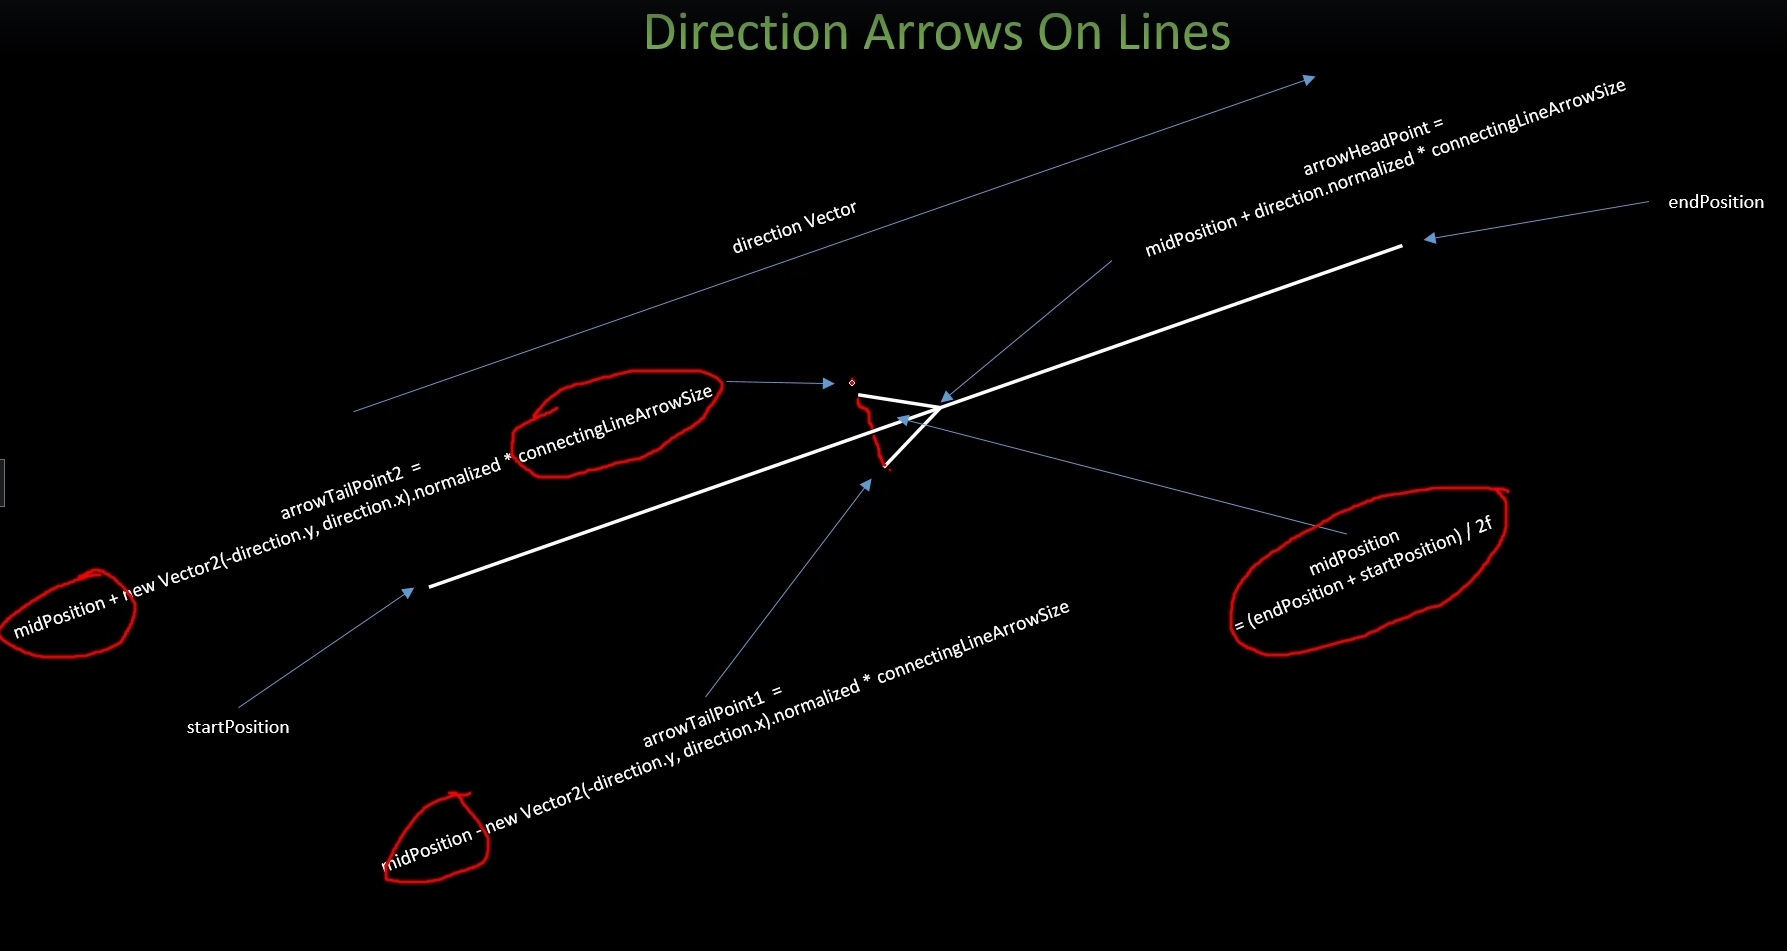 Direction Arrows On Lines
arrowHeadPoint =
midPosition + direction.normalized * connectingLineArrowSize
endPosition
direction Vector
arrowTailPoint2 =
midPosition + new Vector2(-direction.y, direction.x).normalized * connectingLineArrowSize
midPosition
= (endPosition + startPosition) / 2f
startPosition
arrowTailPoint1 =
midPosition - new Vector2(-direction.y, direction.x).normalized * connectingLineArrowSize